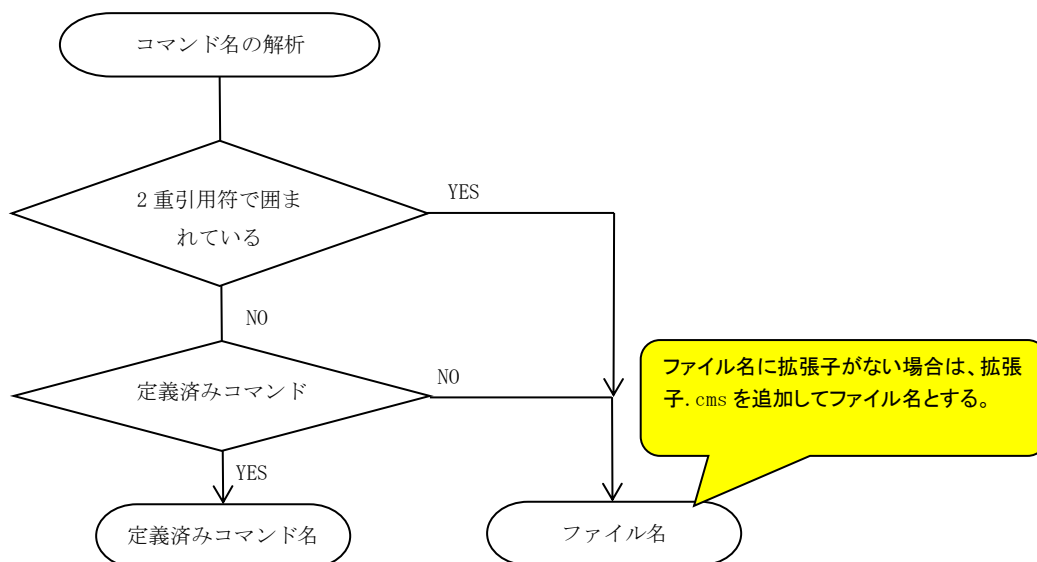 コマンド名の解析
2 重引用符で囲ま
れている
YES
NO
定義済みコマンド
NO
ファイル名に拡張子がない場合は、拡張
子.cms を追加してファイル名とする。
YES
定義済みコマンド名
ファイル名